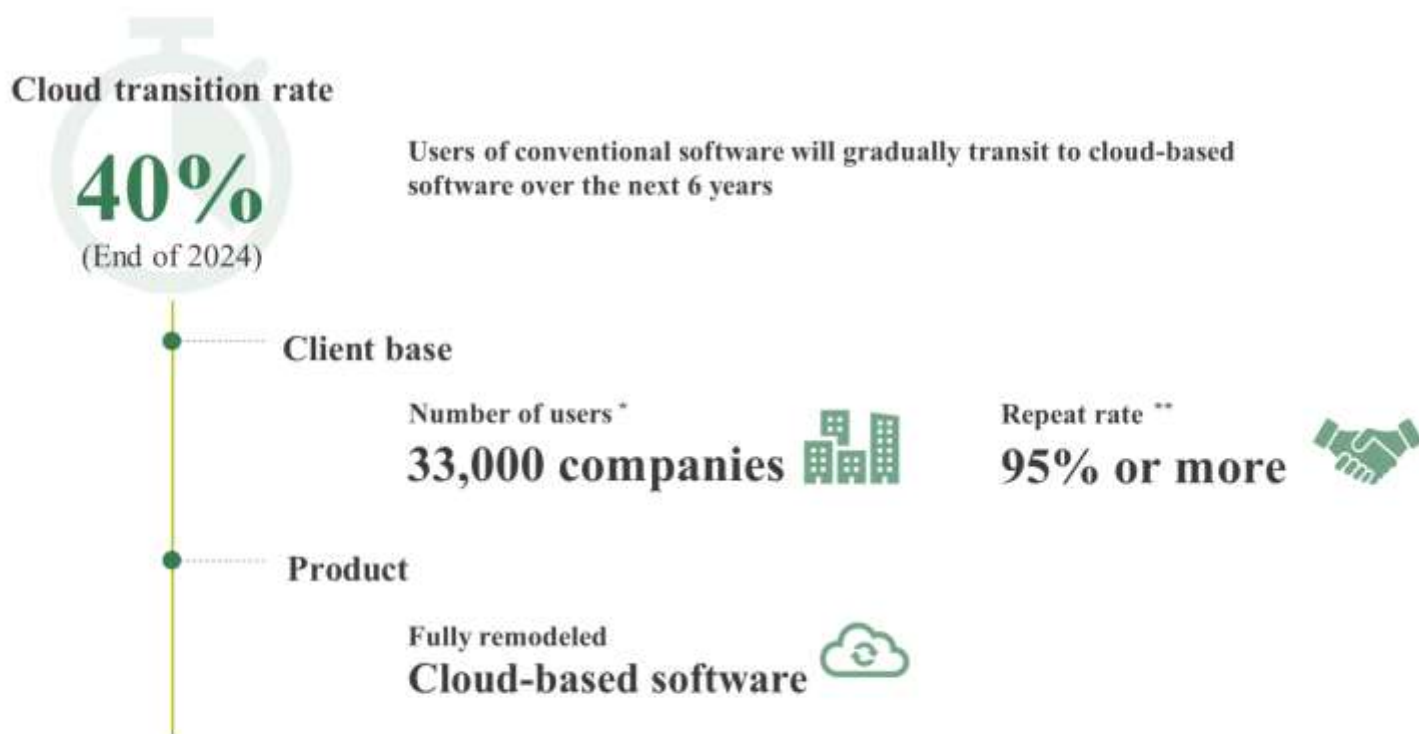 Cloud transition rate
40%
(End of 2024)
Users of conventional software will gradually transit to cloud-based
software over the next 6 years
Client base
Number of users *
33,000 companies
Repeat rate **
95% or more
Product
Fully remodeled
Cloud-based software